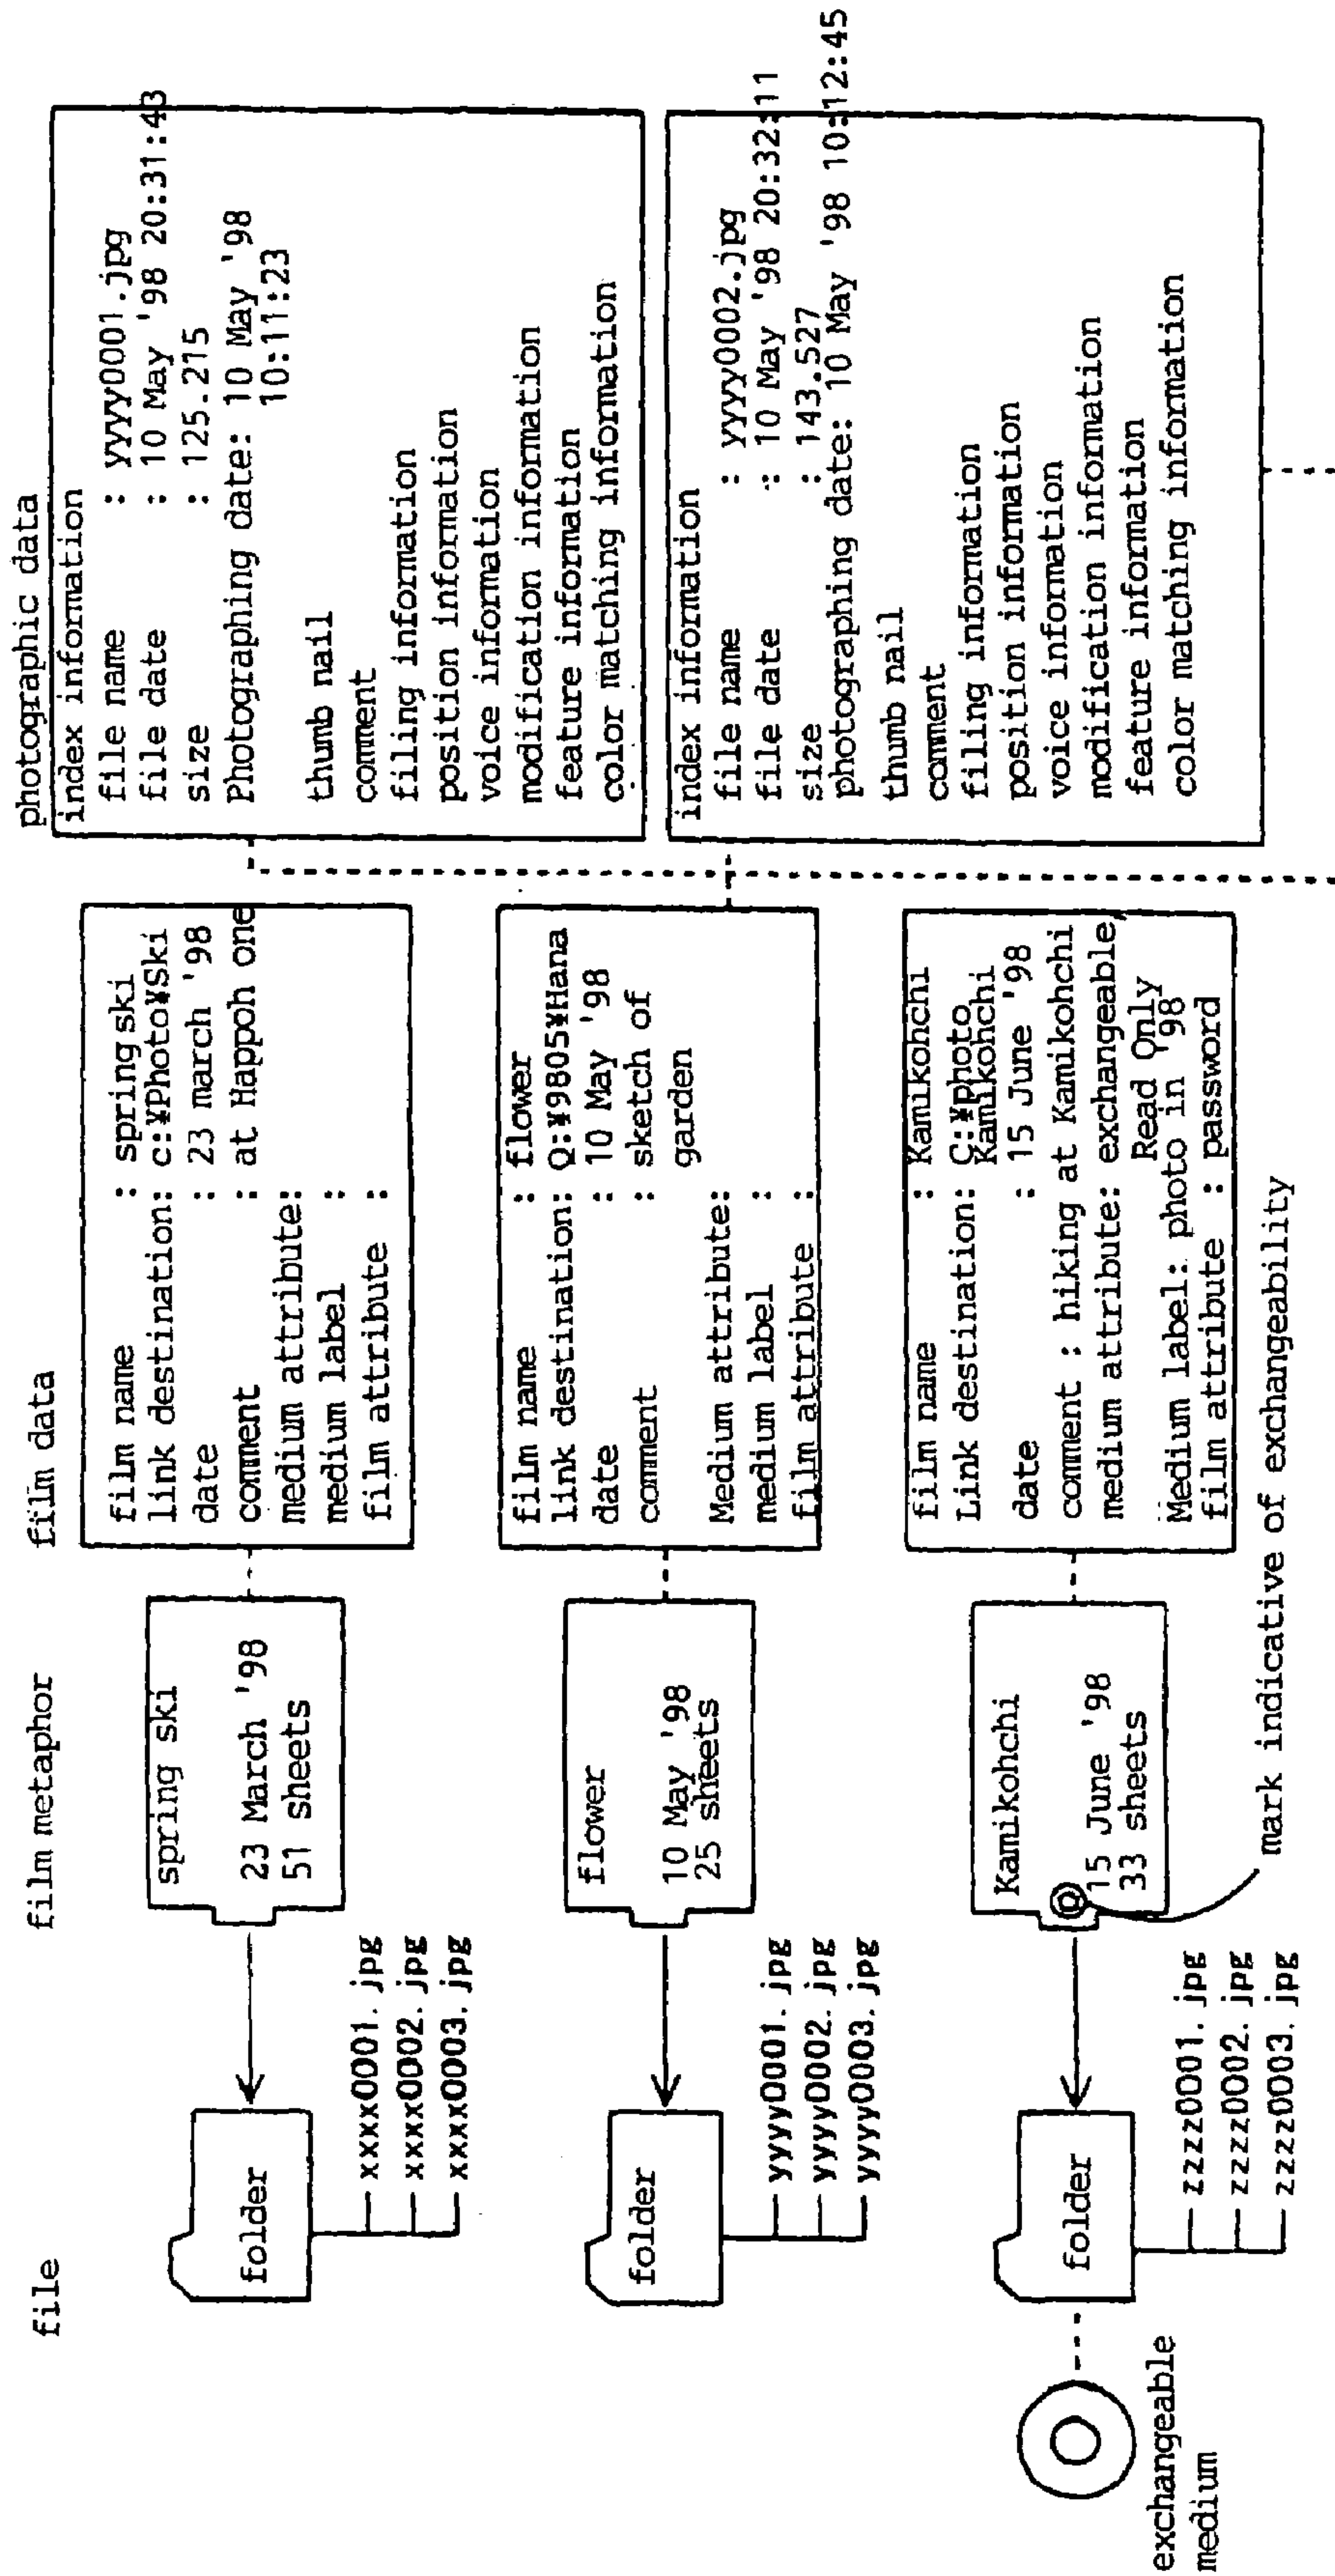 file
film metaphor
film data
photographic data
folder
xxxx0001.jpg
xxxx0002.jpg
xxxx0003.jpg
spring ski
23 March '98
51 sheets
film name : spring ski
link destination: c:¥Photo¥Ski
date : 23 march '98
comment : at Happoh one
medium attribute:
medium label :
film attribute :
index information
file name : yyyy0001.jpg
file date : 10 May '98 20:31:43
size : 125.215
Photographing date: 10 May '98
10:11:23
thumb nail
comment
filing information
position information
voice information
modification information
feature information
color matching information
folder
yyyy0001.jpg
yyyy0002.jpg
yyyy0003.jpg
flower
10 May '98
25 sheets
film name : flower
link destination: Q:¥9805¥Hana
date : 10 May '98
comment : sketch of
garden
Medium attribute:
medium label :
film attribute :
index information
file name : yyyy0002.jpg
file date : 10 May '98 20:32:11
size : 143.527
photographing date: 10 May '98 10:12:45
thumb nail
comment
filing information
position information
voice information
modification information
feature information
color matching information
exchangeable
medium
folder
zzzz0001.jpg
zzzz0002.jpg
zzzz0003.jpg
Kamikohchi
15 June '98
33 sheets
film name : Kamikohchi
Link destination: C:¥photo
Kamikohchi
date : 15 June '98
comment : hiking at Kamikohchi
medium attribute: exchangeable,
Read Only
Medium label: photo in '98
film attribute : password
mark indicative of exchangeability